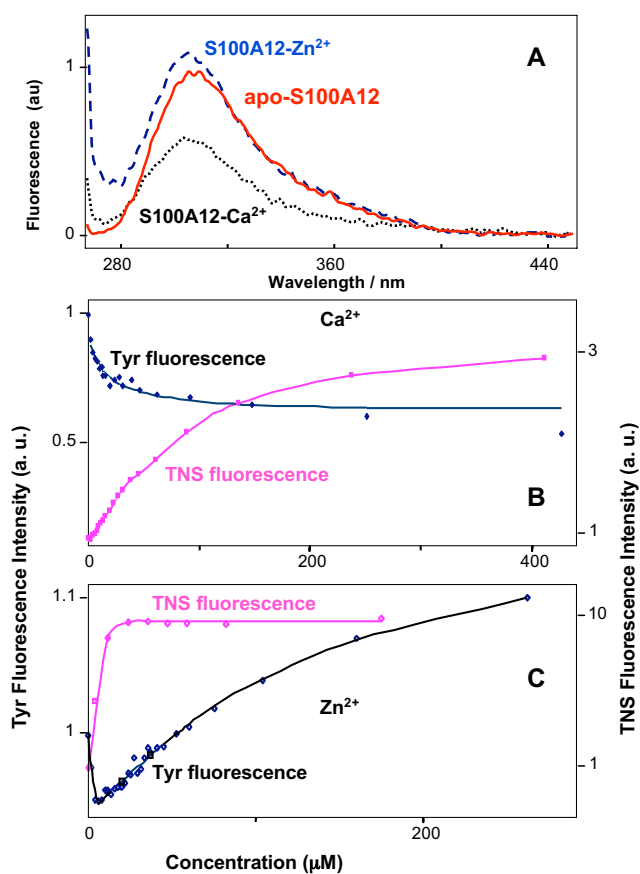 A
S100A12-Zn²⁺
apo-S100A12
S100A12-Ca²⁺
Fluorescence (au)
1
0
280
360
440
Wavelength / nm
B
Ca²⁺
Tyr fluorescence
TNS fluorescence
1
0.5
3
1
0
200
400
C
TNS fluorescence
Zn²⁺
Tyr fluorescence
1.1
1
10
1
0
200
Tyr Fluorescence Intensity (a. u.)
TNS Fluorescence Intensity (a. u.)
Concentration (μM)